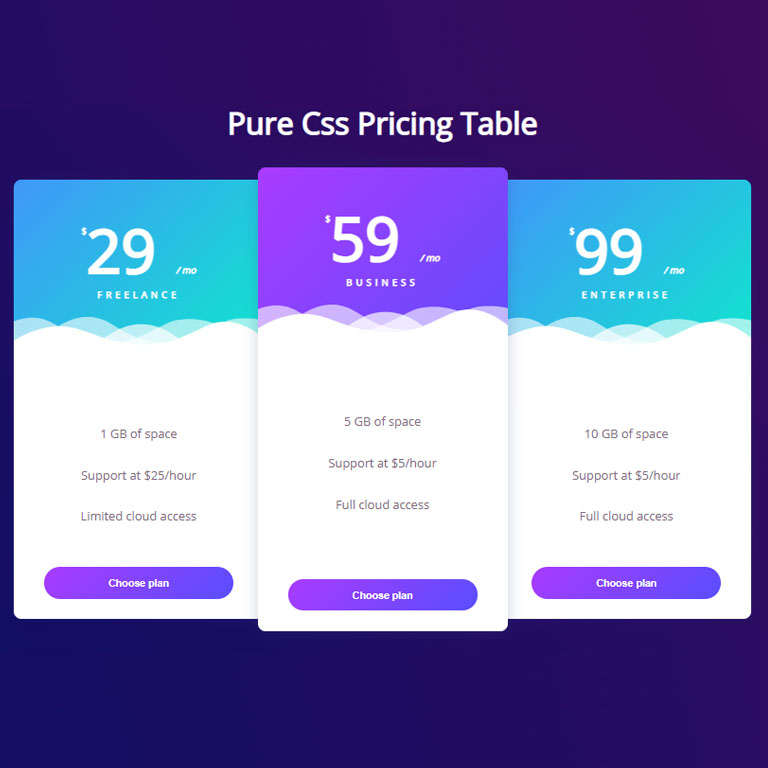 Pure Css Pricing Table
$29 /mo
FREELANCE
1 GB of space
Support at $25/hour
Limited cloud access
Choose plan
$59 /mo
BUSINESS
5 GB of space
Support at $5/hour
Full cloud access
Choose plan
$99 /mo
ENTERPRISE
10 GB of space
Support at $5/hour
Full cloud access
Choose plan